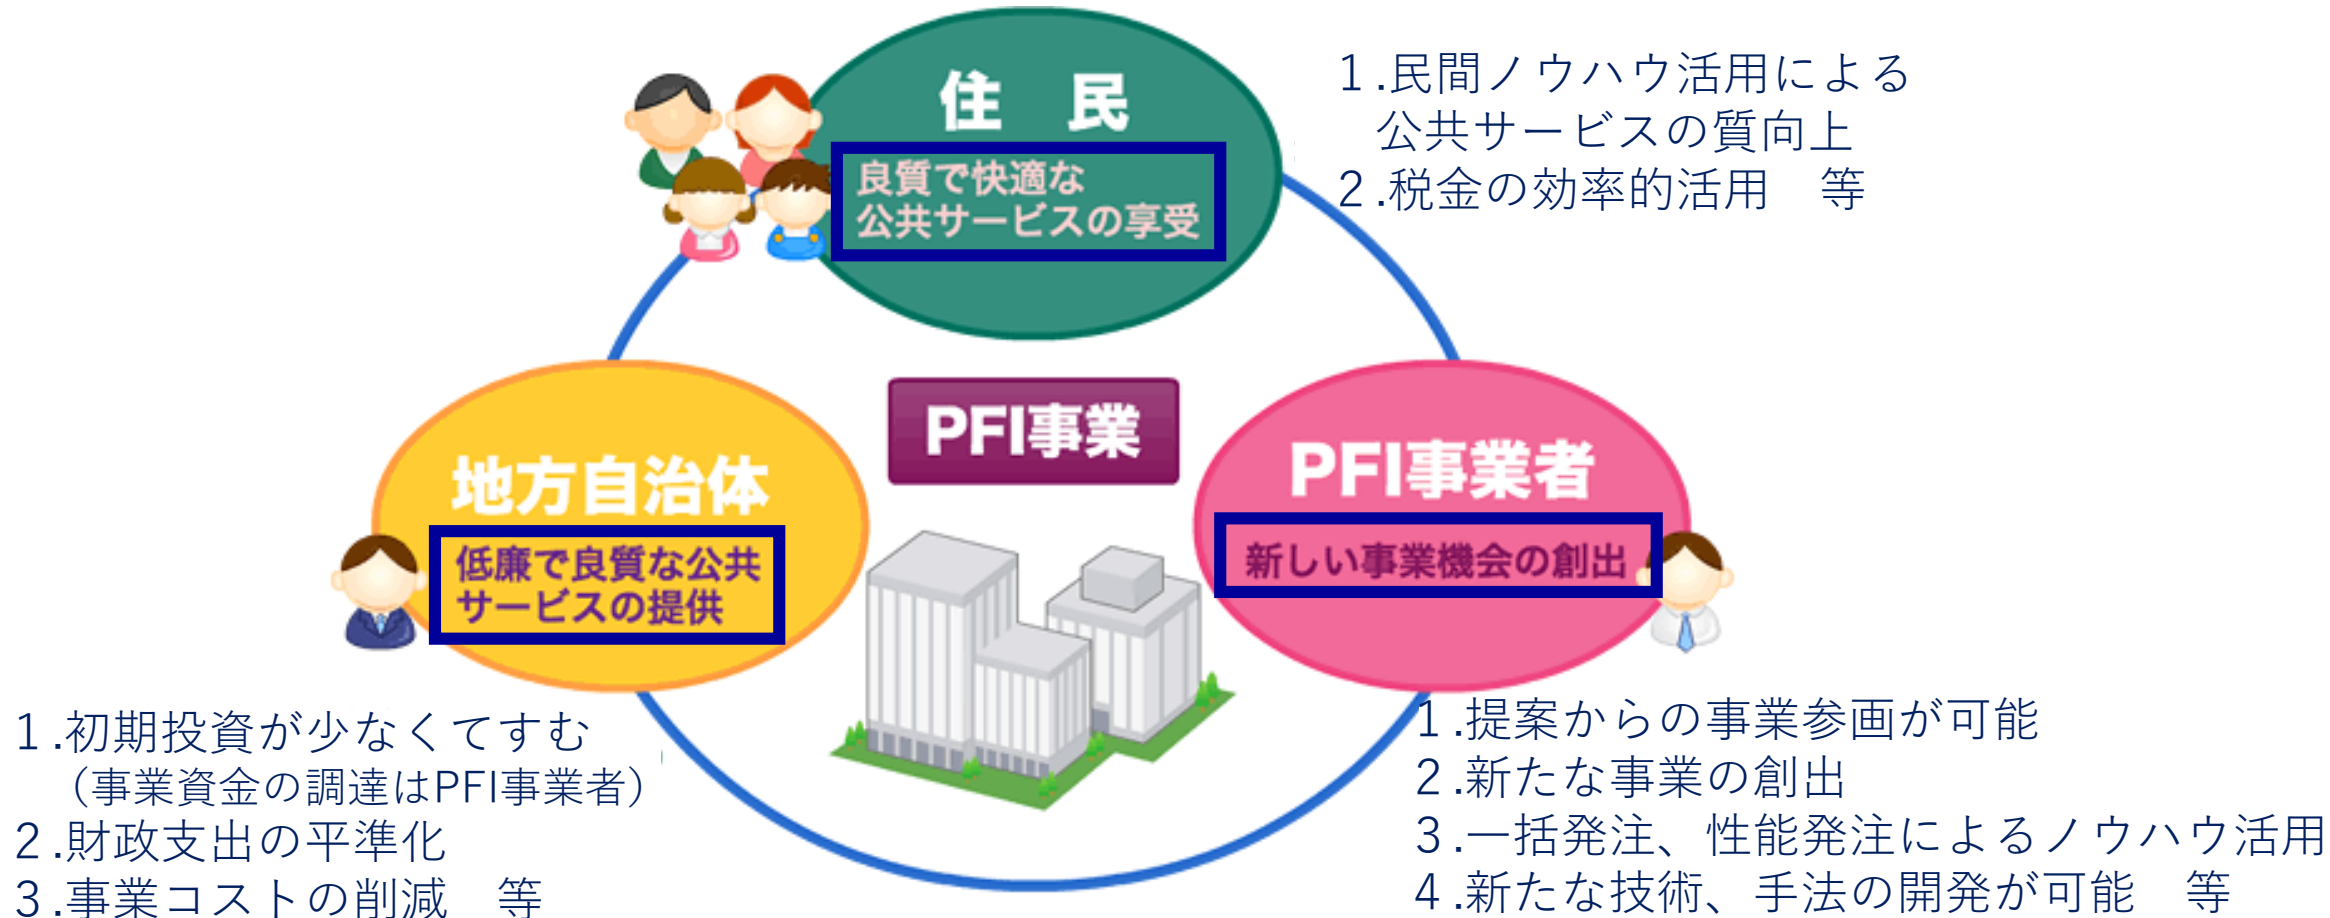 住　民
良質で快適な
公共サービスの享受
１.民間ノウハウ活用による
公共サービスの質向上
２.税金の効率的活用　等
PFI事業
地方自治体
低廉で良質な公共
サービスの提供
PFI事業者
新しい事業機会の創出
１.初期投資が少なくてすむ
（事業資金の調達はPFI事業者）
２.財政支出の平準化
３.事業コストの削減　等
１.提案からの事業参画が可能
２.新たな事業の創出
３.一括発注、性能発注によるノウハウ活用
４.新たな技術、手法の開発が可能　等